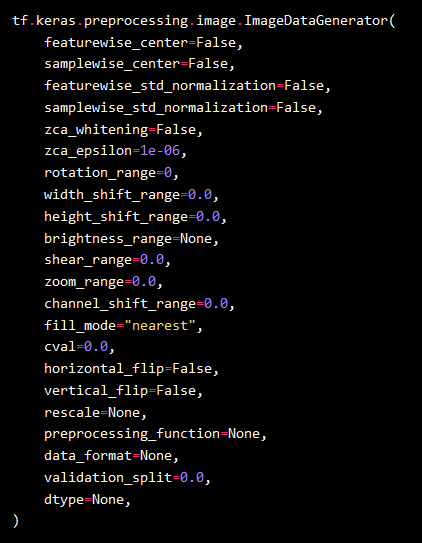 tf.keras.preprocessing.image.ImageDataGenerator(
    featurewise_center=False,
    samplewise_center=False,
    featurewise_std_normalization=False,
    samplewise_std_normalization=False,
    zca_whitening=False,
    zca_epsilon=1e-06,
    rotation_range=0,
    width_shift_range=0.0,
    height_shift_range=0.0,
    brightness_range=None,
    shear_range=0.0,
    zoom_range=0.0,
    channel_shift_range=0.0,
    fill_mode="nearest",
    cval=0.0,
    horizontal_flip=False,
    vertical_flip=False,
    rescale=None,
    preprocessing_function=None,
    data_format=None,
    validation_split=0.0,
    dtype=None,
)